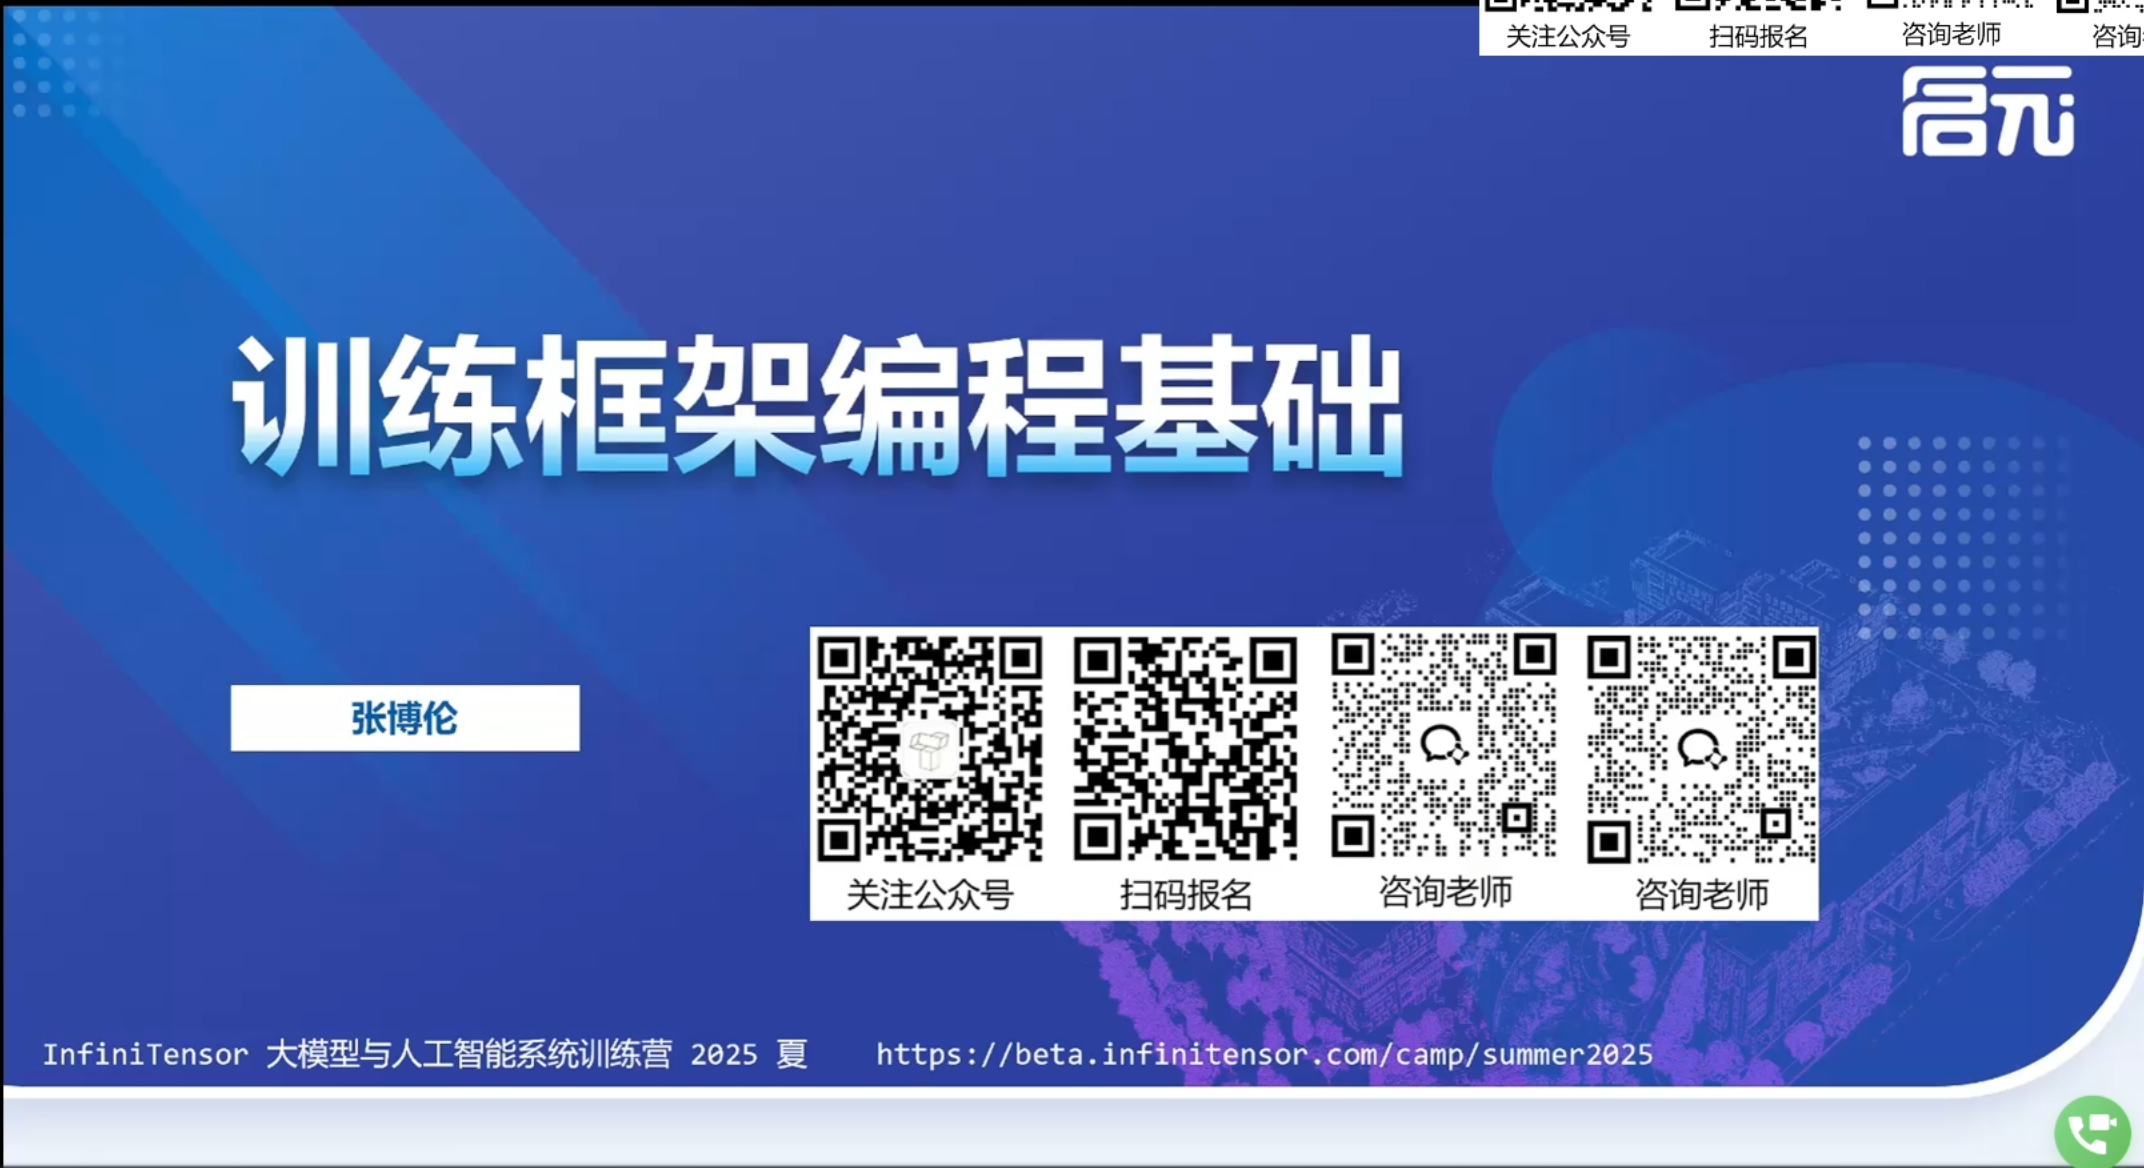 关注公众号 扫码报名 咨询老师 咨询
启元
训练框架编程基础
张博伦
关注公众号 扫码报名 咨询老师 咨询老师
InfiniTensor 大模型与人工智能系统训练营 2025 夏 https://beta.infinitensor.com/camp/summer2025